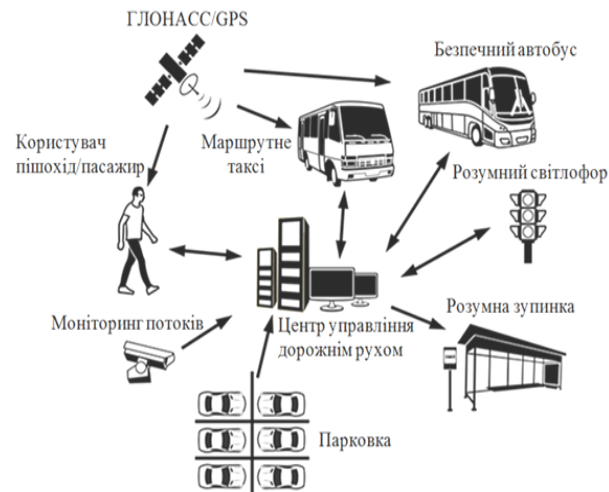 ГЛОНАСС/GPS
Безпечний автобус
Користувач
пішохід/пасажир
Маршрутне
таксі
Розумний світлофор
Моніторинг потоків
Центр управління
дорожнім рухом
Розумна зупинка
Парковка